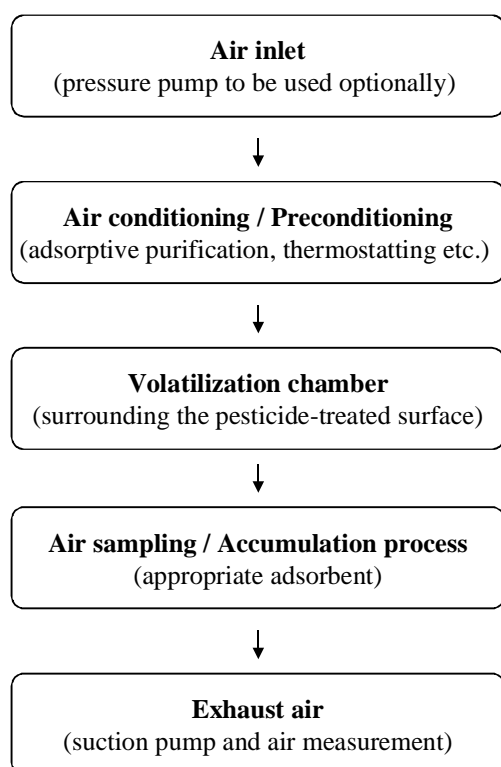 Air inlet
(pressure pump to be used optionally)
Air conditioning / Preconditioning
(adsorptive purification, thermostatting etc.)
Volatilization chamber
(surrounding the pesticide-treated surface)
Air sampling / Accumulation process
(appropriate adsorbent)
Exhaust air
(suction pump and air measurement)